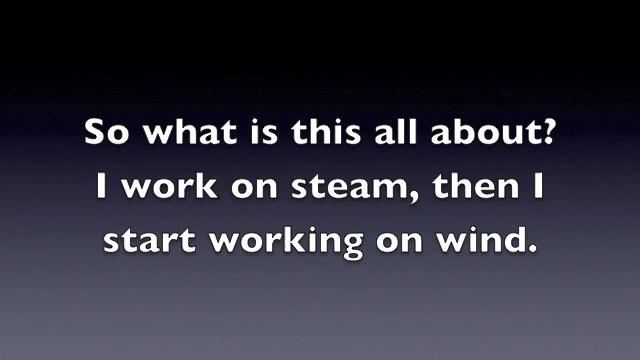 So what is this all about?
I work on steam, then I
start working on wind.